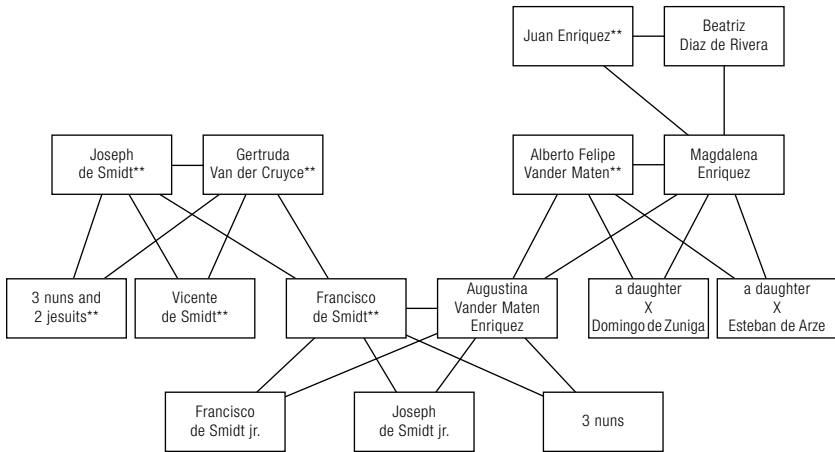 Juan Enriquez**
Beatriz
Diaz de Rivera
Joseph
de Smidt**
Gertruda
Van der Cruyce**
Alberto Felipe
Vander Maten**
Magdalena
Enriquez
3 nuns and
2 jesuits**
Vicente
de Smidt**
Francisco
de Smidt**
Augustina
Vander Maten
Enriquez
a daughter
X
Domingo de Zuniga
a daughter
X
Esteban de Arze
Francisco
de Smidt jr.
Joseph
de Smidt jr.
3 nuns